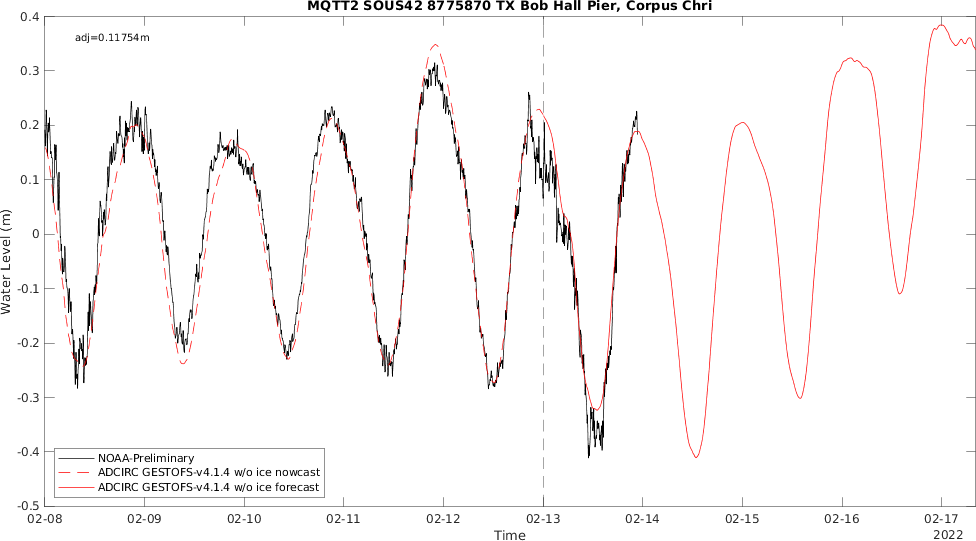 MQTT2 SOUS42 8775870 TX Bob Hall Pier, Corpus Chri
adj=0.11754m
0.4
0.3
0.2
0.1
0
-0.1
-0.2
-0.3
-0.4
-0.5
Water Level (m)
NOAA-Preliminary
ADCIRC GESTOFS-v4.1.4 w/o ice nowcast
ADCIRC GESTOFS-v4.1.4 w/o ice forecast
02-08 02-09 02-10 02-11 02-12 02-13 02-14 02-15 02-16 02-17
Time
2022